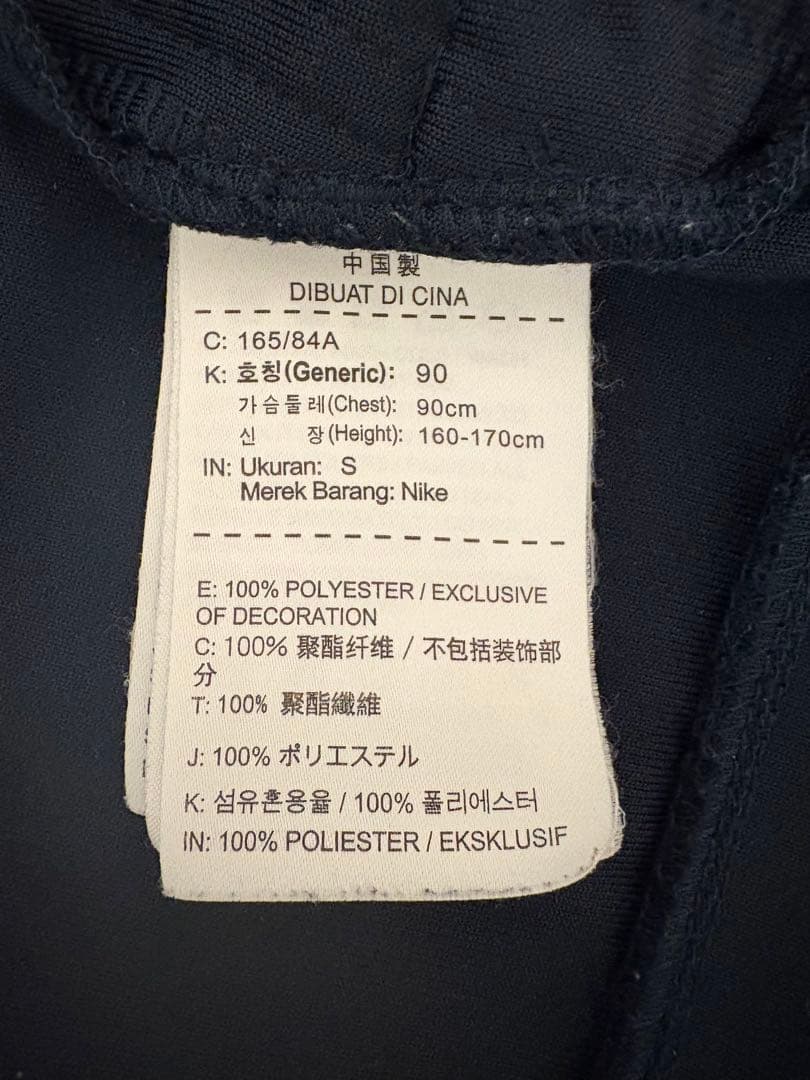 中国製
DIBUAT DI CINA
C: 165/84A
K: 호칭(Generic): 90
가슴둘레(Chest): 90cm
신 장(Height): 160-170cm
IN: Ukuran: S
Merek Barang: Nike
E: 100% POLYESTER / EXCLUSIVE
OF DECORATION
C: 100% 聚酯纤维 / 不包括装饰部
分
T: 100% 聚酯纖維
J: 100% ポリエステル
K: 섬유혼용율 / 100% 폴리에스터
IN: 100% POLIESTER / EKSKLUSIF